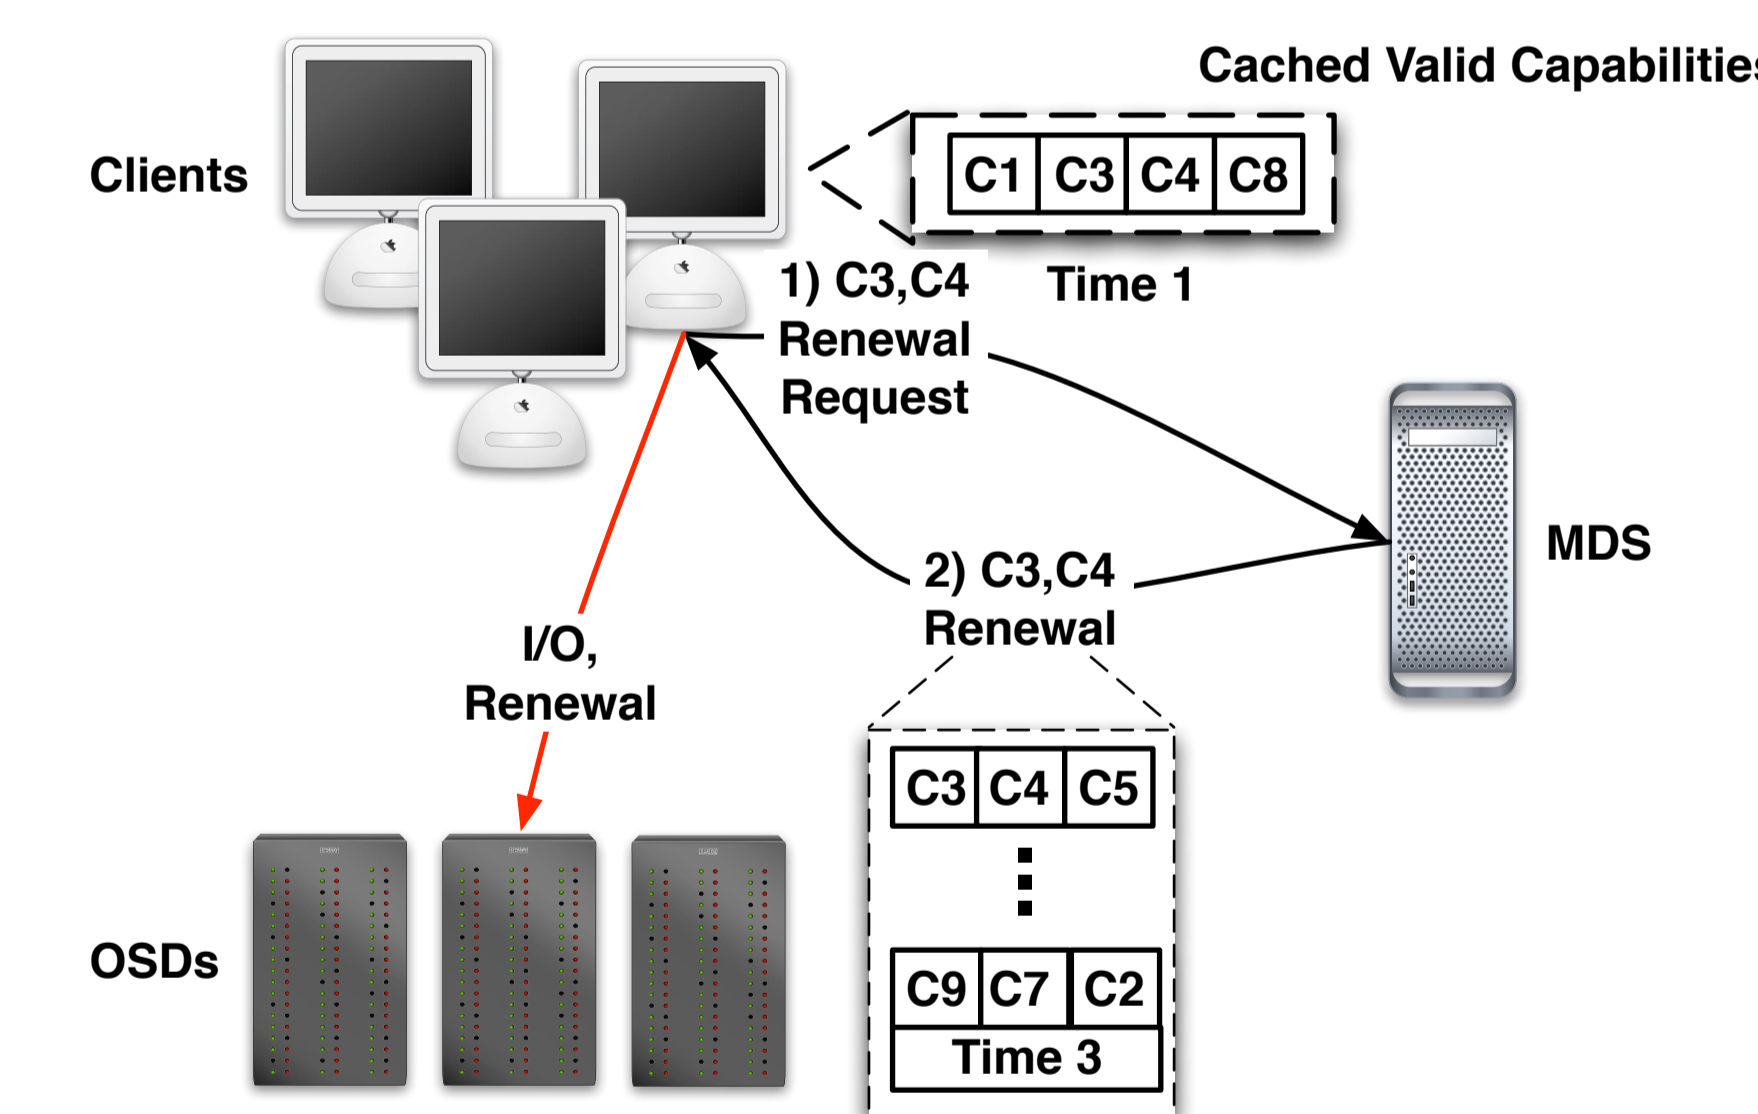 Cached Valid Capabilities
Clients
C1 C3 C4 C8
Time 1
1) C3,C4
Renewal
Request
MDS
2) C3,C4
Renewal
I/O,
Renewal
C3 C4 C5
OSDs
C9 C7 C2
Time 3